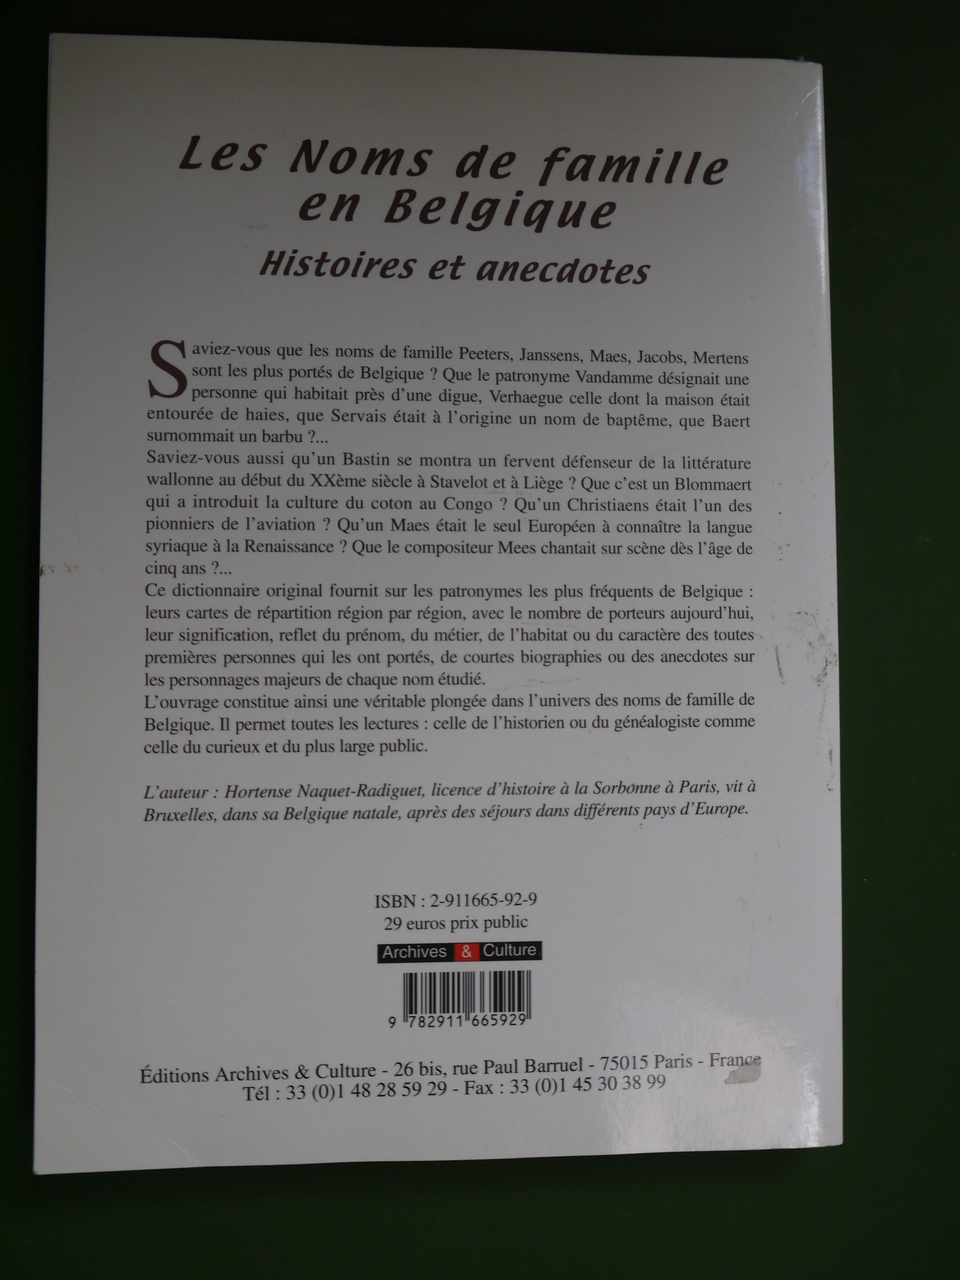 Les Noms de famille
en Belgique
Histoires et anecdotes
Saviez-vous que les noms de famille Peeters, Janssens, Maes, Jacobs, Mertens
sont les plus portés de Belgique ? Que le patronyme Vandamme désignait une
personne qui habitait près d'une digue, Verhaegue celle dont la maison était
entourée de haies, que Servais était à l'origine un nom de baptême, que Baert
surnommait un barbu ?...
Saviez-vous aussi qu'un Bastin se montra un fervent défenseur de la littérature
wallonne au début du XXème siècle à Stavelot et à Liège ? Que c'est un Blommaert
qui a introduit la culture du coton au Congo ? Qu'un Christiaens était l'un des
pionniers de l'aviation ? Qu'un Maes était le seul Européen à connaître la langue
syriaque à la Renaissance ? Que le compositeur Mees chantait sur scène dès l'âge de
cinq ans ?...
Ce dictionnaire original fournit sur les patronymes les plus fréquents de Belgique :
leurs cartes de répartition région par région, avec le nombre de porteurs aujourd'hui,
leur signification, reflet du prénom, du métier, de l'habitat ou du caractère des toutes
premières personnes qui les ont portés, de courtes biographies ou des anecdotes sur
les personnages majeurs de chaque nom étudié.
L'ouvrage constitue ainsi une véritable plongée dans l'univers des noms de famille de
Belgique. Il permet toutes les lectures : celle de l'historien ou du généalogiste comme
celle du curieux et du plus large public.
L'auteur : Hortense Naquet-Radiguet, licence d'histoire à la Sorbonne à Paris, vit à
Bruxelles, dans sa Belgique natale, après des séjours dans différents pays d'Europe.
ISBN : 2-911665-92-9
29 euros prix public
Archives & Culture
9 782911 665929
Éditions Archives & Culture - 26 bis, rue Paul Barruel - 75015 Paris - France
Tél : 33 (0)1 48 28 59 29 - Fax : 33 (0)1 45 30 38 99